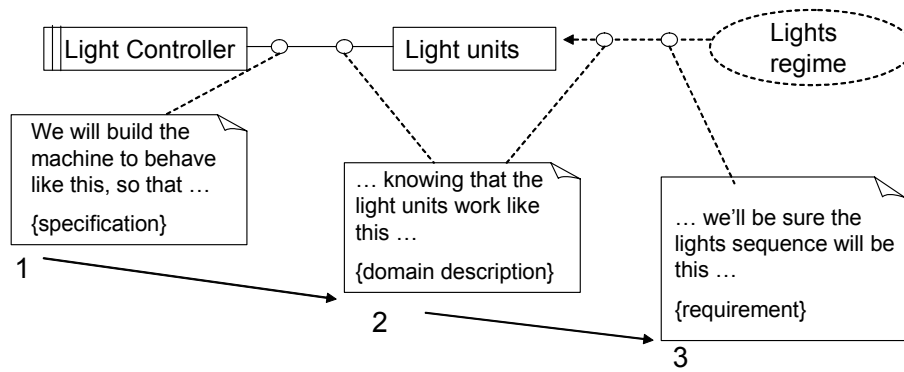 Light Controller
Light units
Lights
regime
We will build the
machine to behave
like this, so that …
{specification}
1
… knowing that the
light units work like
this …
{domain description}
2
… we’ll be sure the
lights sequence will be
this …
{requirement}
3